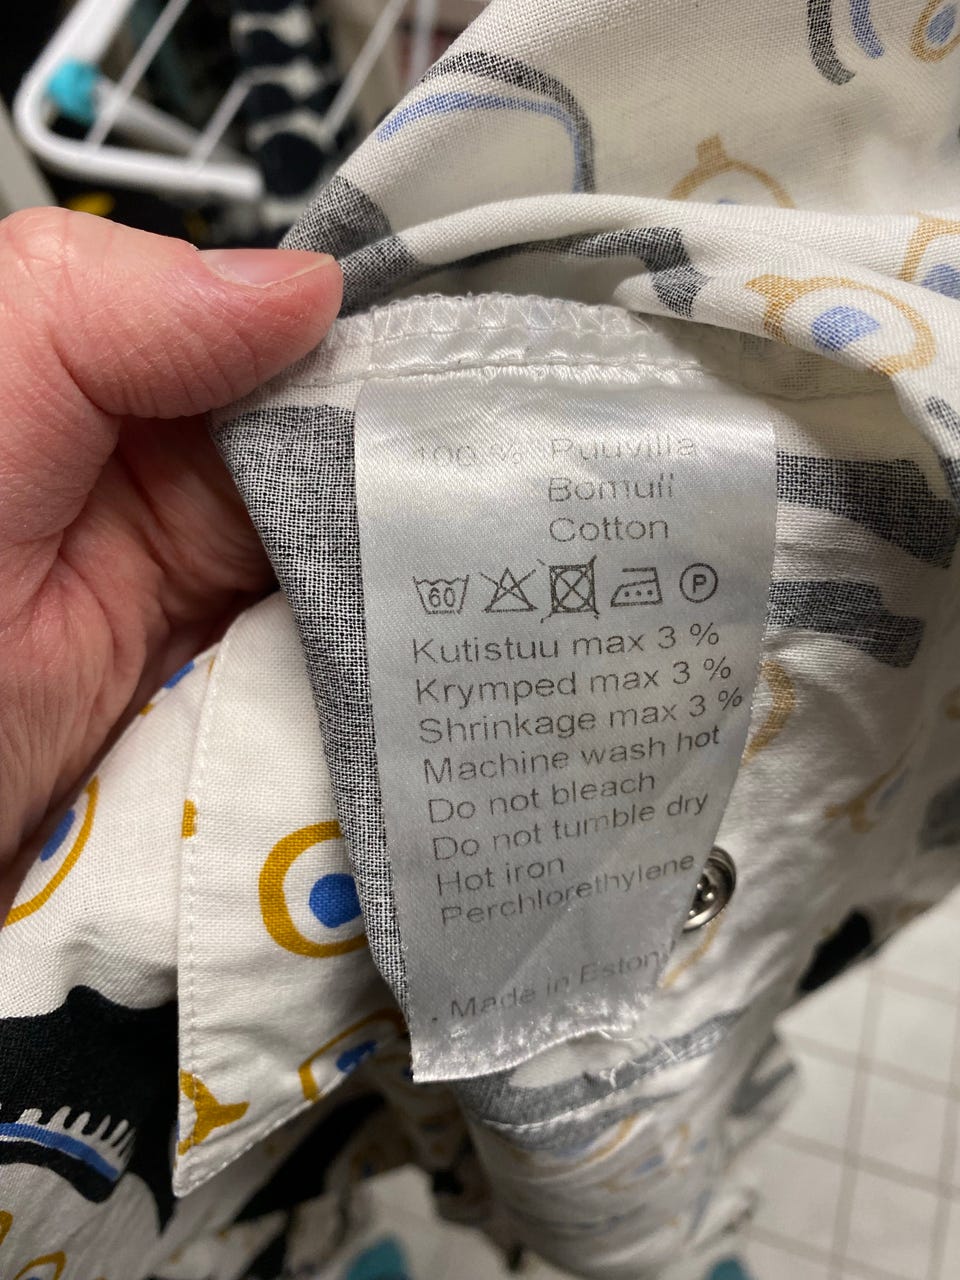 100 % Puuvilla
Bomull
Cotton
60 P
Kutistuu max 3 %
Krymped max 3 %
Shrinkage max 3 %
Machine wash hot
Do not bleach
Do not tumble dry
Hot iron
Perchlorethylene
. Made in Estony